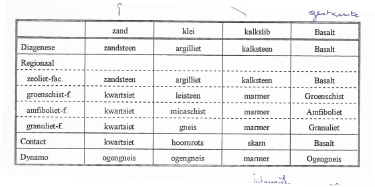 gesteente
zand klei kalkslib Basalt
Diagenese zandsteen argilliet kalksteen Basalt
Regionaal
zeoliet-fac. zandsteen argilliet kalksteen Basalt
groenschist-f. kwartsiet leisteen marmer Groenschist
amfiboliet-f. kwartsiet micaschist marmer Amfiboliet
granuliet-f. kwartsiet gneis marmer Granuliet
Contact kwartsiet hoornrots skarn Basalt
Dynamo ogengneis ogengneis marmer Ogengneis